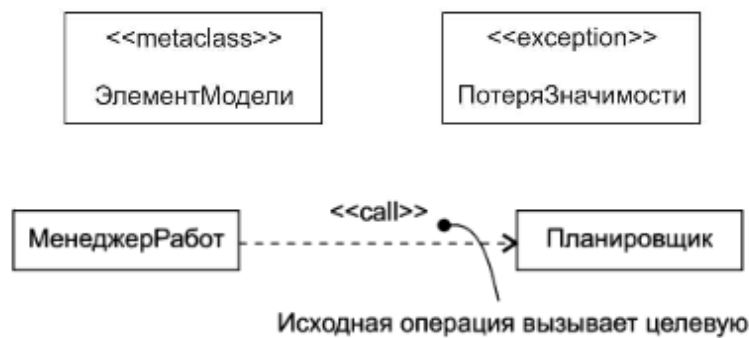 <<metaclass>>
ЭлементМодели
<<exception>>
ПотеряЗначимости
<<call>>
МенеджерРабот
Планировщик
Исходная операция вызывает целевую